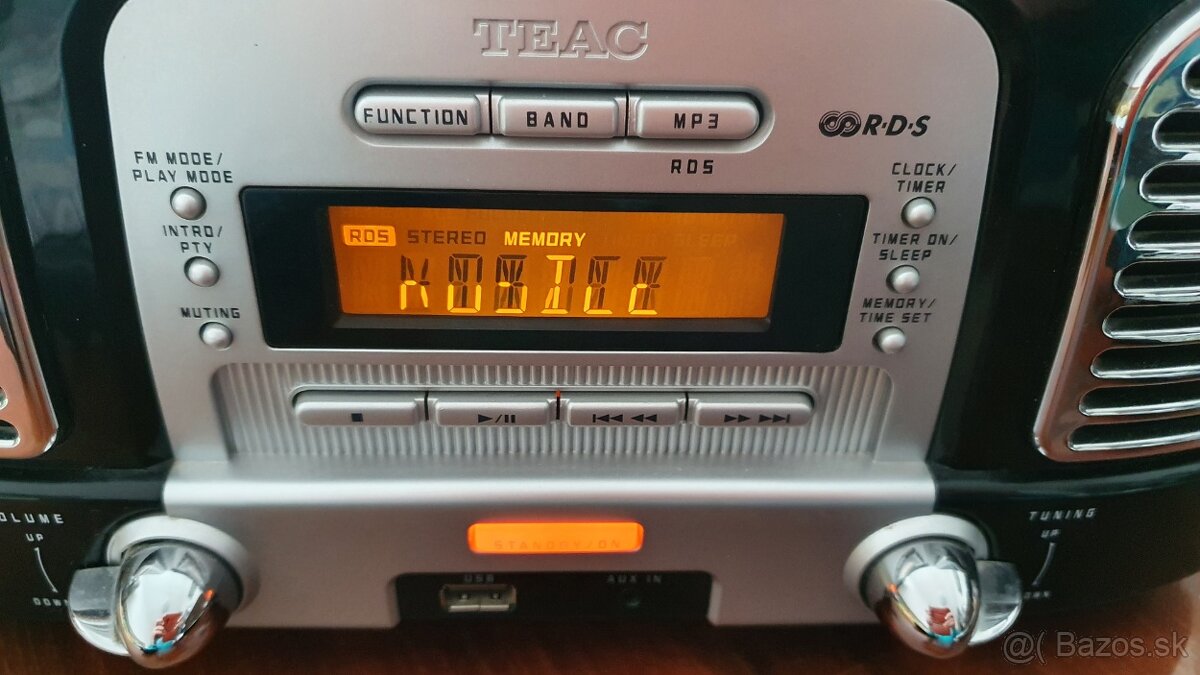 TEAC
FUNCTION BAND MP3
RDS
R·D·S
FM MODE/
PLAY MODE
INTRO/
PTY
MUTING
CLOCK/
TIMER
TIMER ON/
SLEEP
MEMORY/
TIME SET
RDS STEREO MEMORY SLEEP
KOSICE
VOLUME
UP
DOWN
STANDBY/ON
USB AUX IN
TUNING
UP
DOWN
@( Bazos.sk